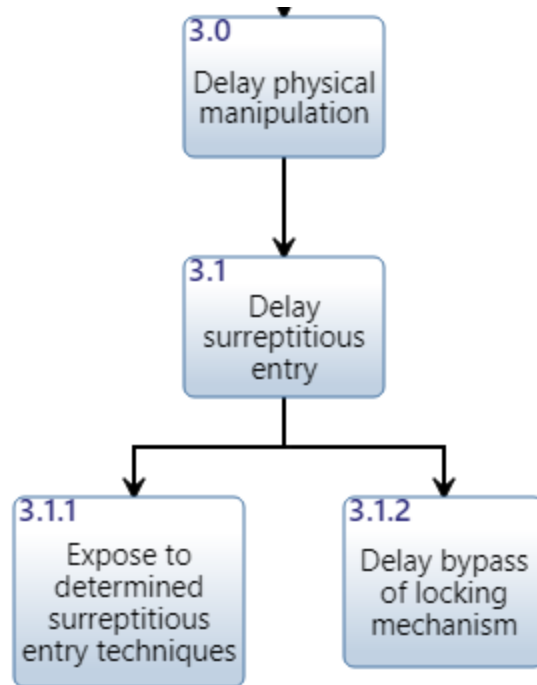 3.0
Delay physical
manipulation
3.1
Delay
surreptitious
entry
3.1.1
Expose to
determined
surreptitious
entry techniques
3.1.2
Delay bypass
of locking
mechanism